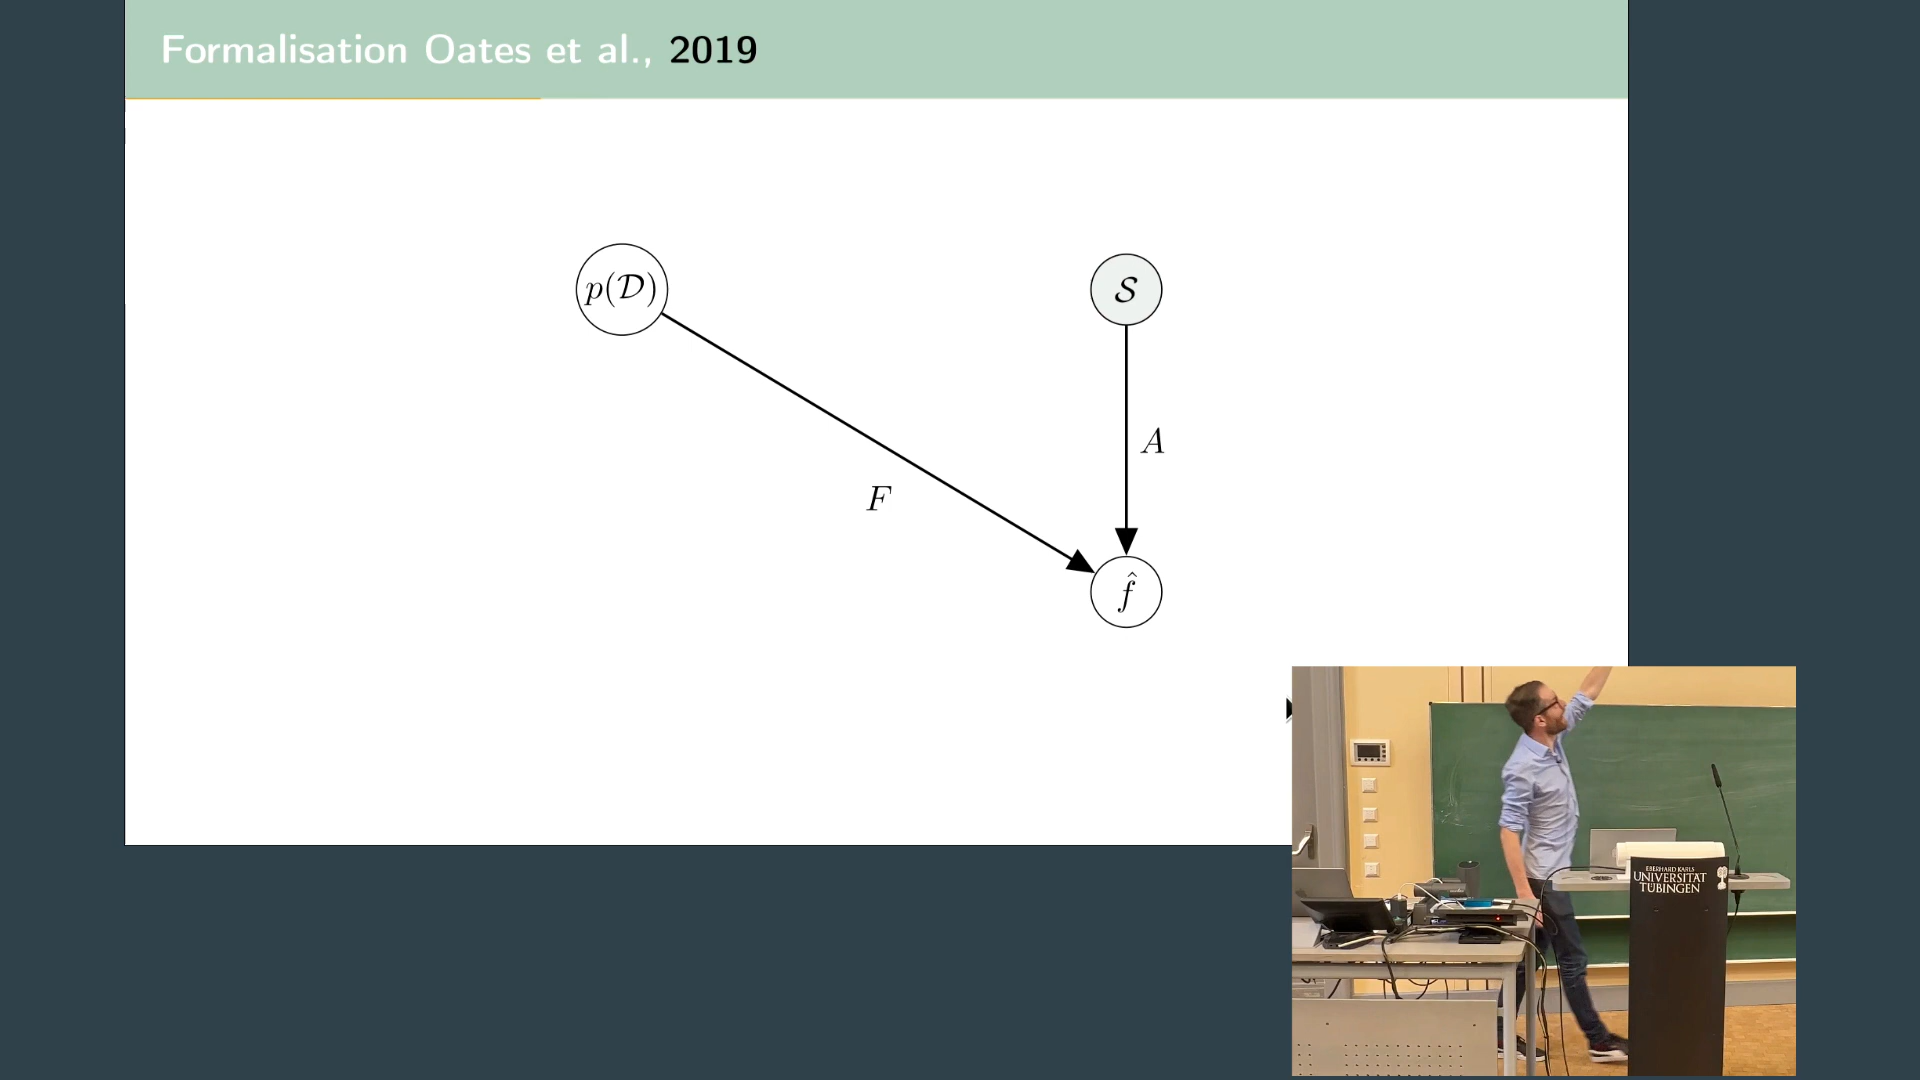 Formalisation Oates et al., 2019
p(𝒟)
𝒮
A
F
f̂
EBERHARD KARLS
UNIVERSITÄT
TÜBINGEN